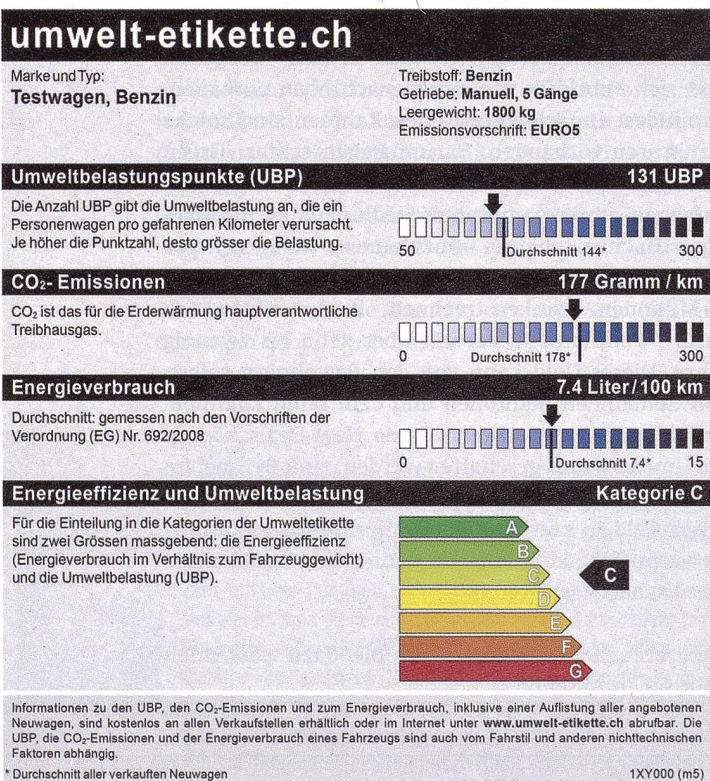 umwelt-etikette.ch
Marke und Typ:
Testwagen, Benzin
Treibstoff: Benzin
Getriebe: Manuell, 5 Gänge
Leergewicht: 1800 kg
Emissionsvorschrift: EURO5
Umweltbelastungspunkte (UBP) 131 UBP
Die Anzahl UBP gibt die Umweltbelastung an, die ein
Personenwagen pro gefahrenen Kilometer verursacht.
Je höher die Punktzahl, desto grösser die Belastung.
50 Durchschnitt 144* 300
CO₂- Emissionen 177 Gramm / km
CO₂ ist das für die Erderwärmung hauptverantwortliche
Treibhausgas.
0 Durchschnitt 178* 300
Energieverbrauch 7.4 Liter/100 km
Durchschnitt: gemessen nach den Vorschriften der
Verordnung (EG) Nr. 692/2008
0 Durchschnitt 7,4* 15
Energieeffizienz und Umweltbelastung Kategorie C
Für die Einteilung in die Kategorien der Umweltetikette
sind zwei Grössen massgebend: die Energieeffizienz
(Energieverbrauch im Verhältnis zum Fahrzeuggewicht)
und die Umweltbelastung (UBP).
A
B
C C
D
E
F
G
Informationen zu den UBP, den CO₂-Emissionen und zum Energieverbrauch, inklusive einer Auflistung aller angebotenen
Neuwagen, sind kostenlos an allen Verkaufstellen erhältlich oder im Internet unter www.umwelt-etikette.ch abrufbar. Die
UBP, die CO₂-Emissionen und der Energieverbrauch eines Fahrzeugs sind auch vom Fahrstil und anderen nichttechnischen
Faktoren abhängig.
* Durchschnitt aller verkauften Neuwagen 1XY000 (m5)